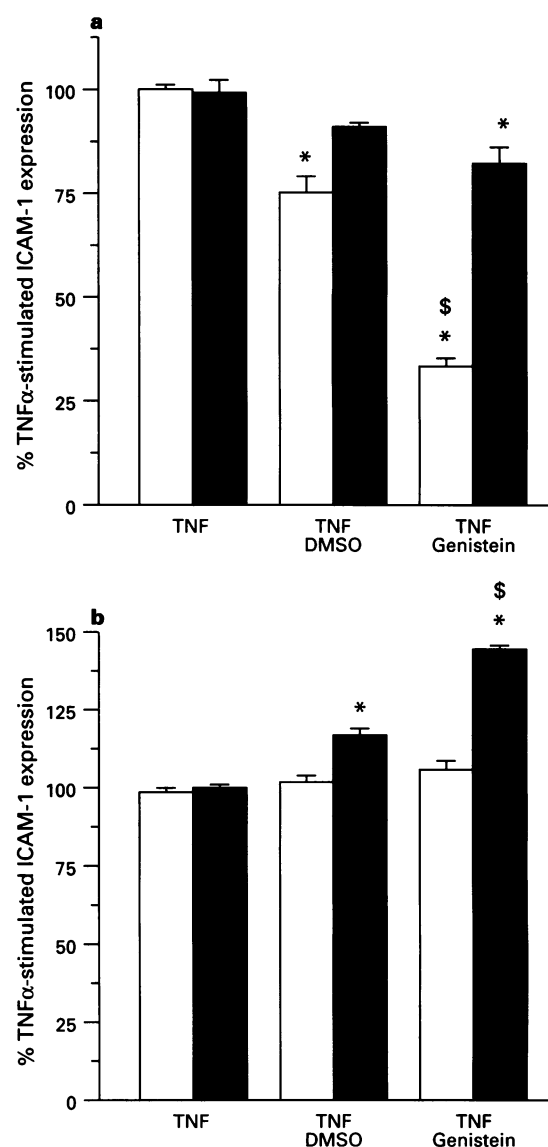 a
% TNFα-stimulated ICAM-1 expression
100
75
50
25
0
*
*
$
*
TNF
TNF
DMSO
TNF
Genistein
b
% TNFα-stimulated ICAM-1 expression
150
125
100
75
50
25
0
*
$
*
TNF
TNF
DMSO
TNF
Genistein